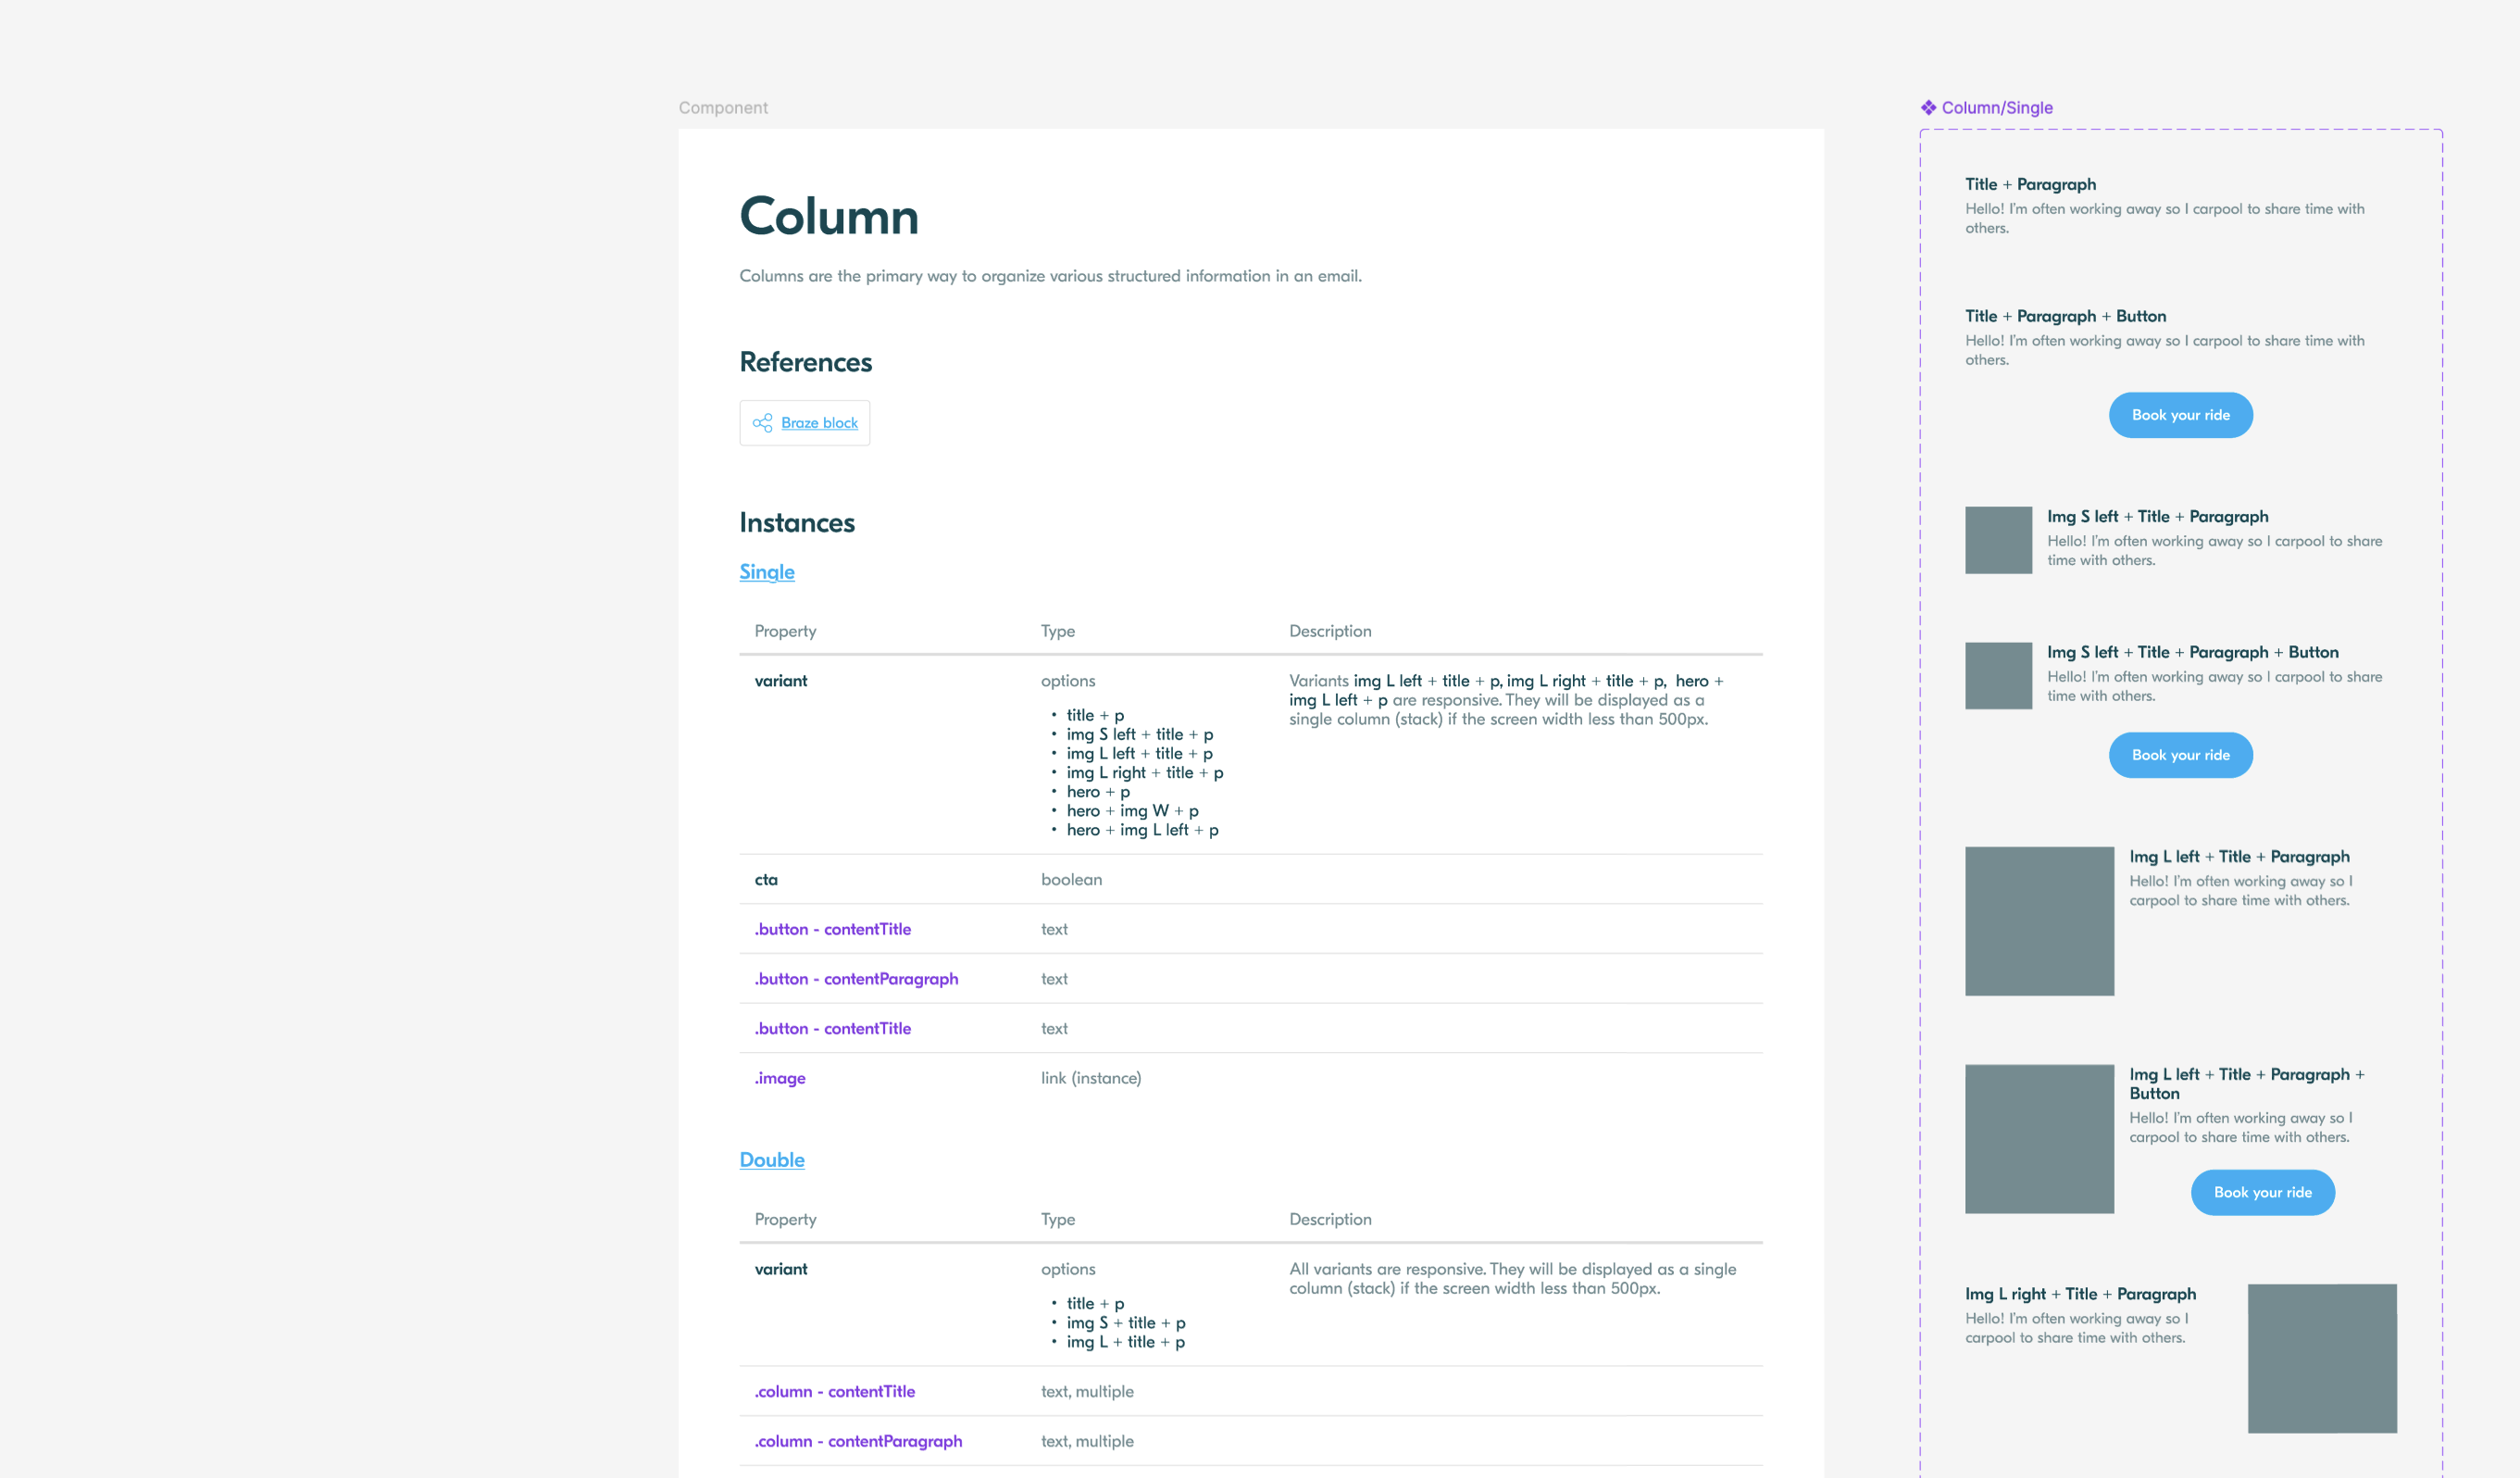 Component
Column
Columns are the primary way to organize various structured information in an email.
References
Braze block
Instances
Single
Property Type Description
variant options Variants img L left + title + p, img L right + title + p, hero +
img L left + p are responsive. They will be displayed as a
single column (stack) if the screen width less than 500px.
• title + p
• img S left + title + p
• img L left + title + p
• img L right + title + p
• hero + p
• hero + img W + p
• hero + img L left + p
cta boolean
.button - contentTitle text
.button - contentParagraph text
.button - contentTitle text
.image link (instance)
Double
Property Type Description
variant options All variants are responsive. They will be displayed as a single
column (stack) if the screen width less than 500px.
• title + p
• img S + title + p
• img L + title + p
.column - contentTitle text, multiple
.column - contentParagraph text, multiple
Column/Single
Title + Paragraph
Hello! I'm often working away so I carpool to share time with
others.
Title + Paragraph + Button
Hello! I'm often working away so I carpool to share time with
others.
Book your ride
Img S left + Title + Paragraph
Hello! I'm often working away so I carpool to share
time with others.
Img S left + Title + Paragraph + Button
Hello! I'm often working away so I carpool to share
time with others.
Book your ride
Img L left + Title + Paragraph
Hello! I'm often working away so I
carpool to share time with others.
Img L left + Title + Paragraph +
Button
Hello! I'm often working away so I
carpool to share time with others.
Book your ride
Img L right + Title + Paragraph
Hello! I'm often working away so I
carpool to share time with others.